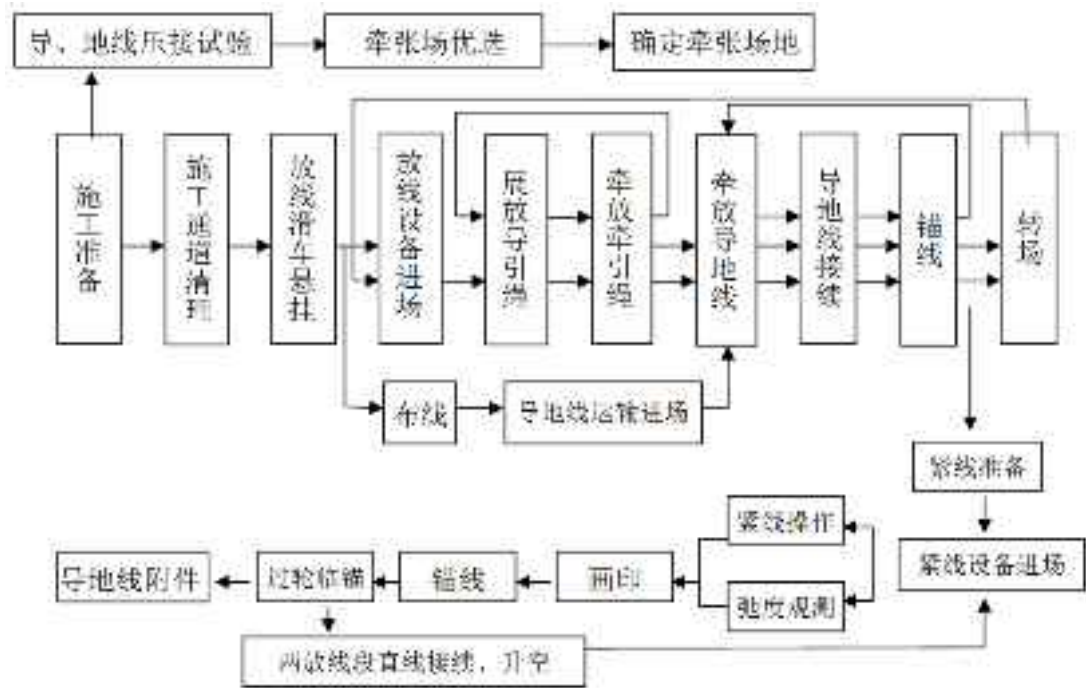 导、地线压接试验
牵张场优选
确定牵张场地
施工准备
施工通道清理
放线滑车悬挂
放线设备进场
展放导引绳
牵放牵引绳
牵放导地线
导地线接续
锚线
转场
布线
导地线运输进场
紧线准备
紧线操作
紧线设备进场
导地线附件
过轮临锚
锚线
画印
弛度观测
两放线段直线接续、升空